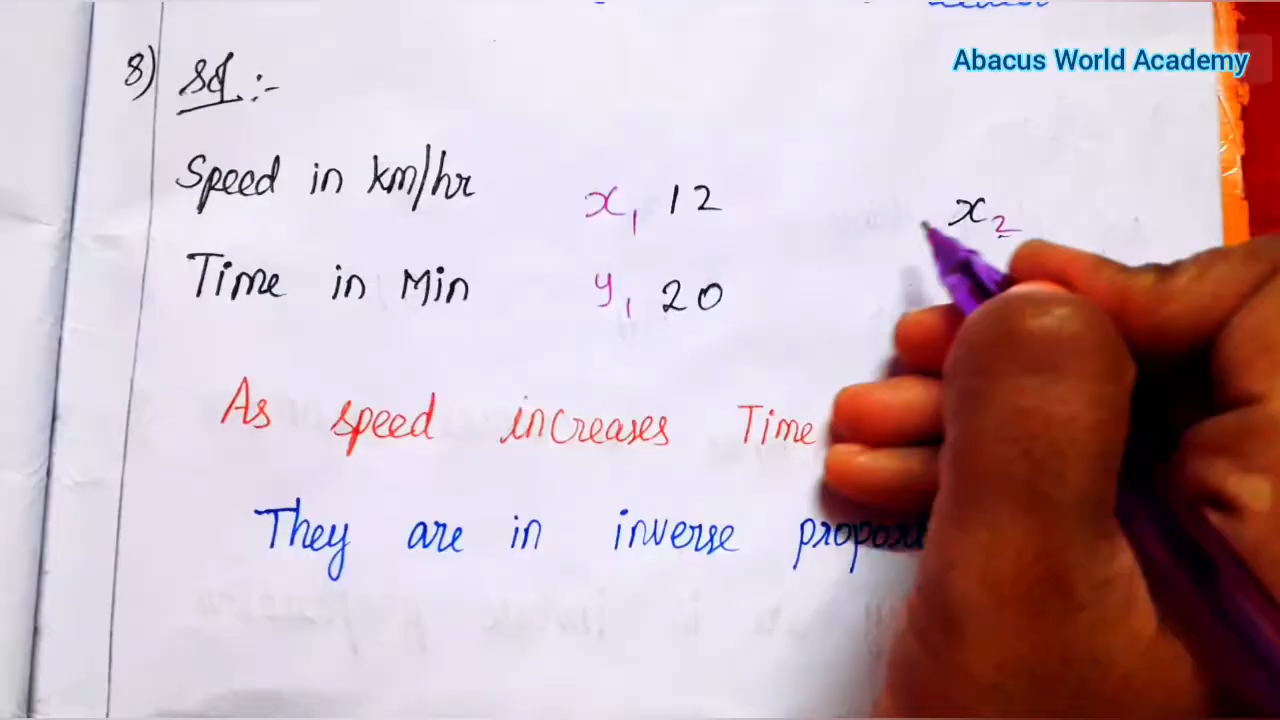 Abacus World Academy
8) Sol :-
Speed in km/hr x₁ 12 x₂
Time in Min y₁ 20
As speed increases Time
They are in inverse